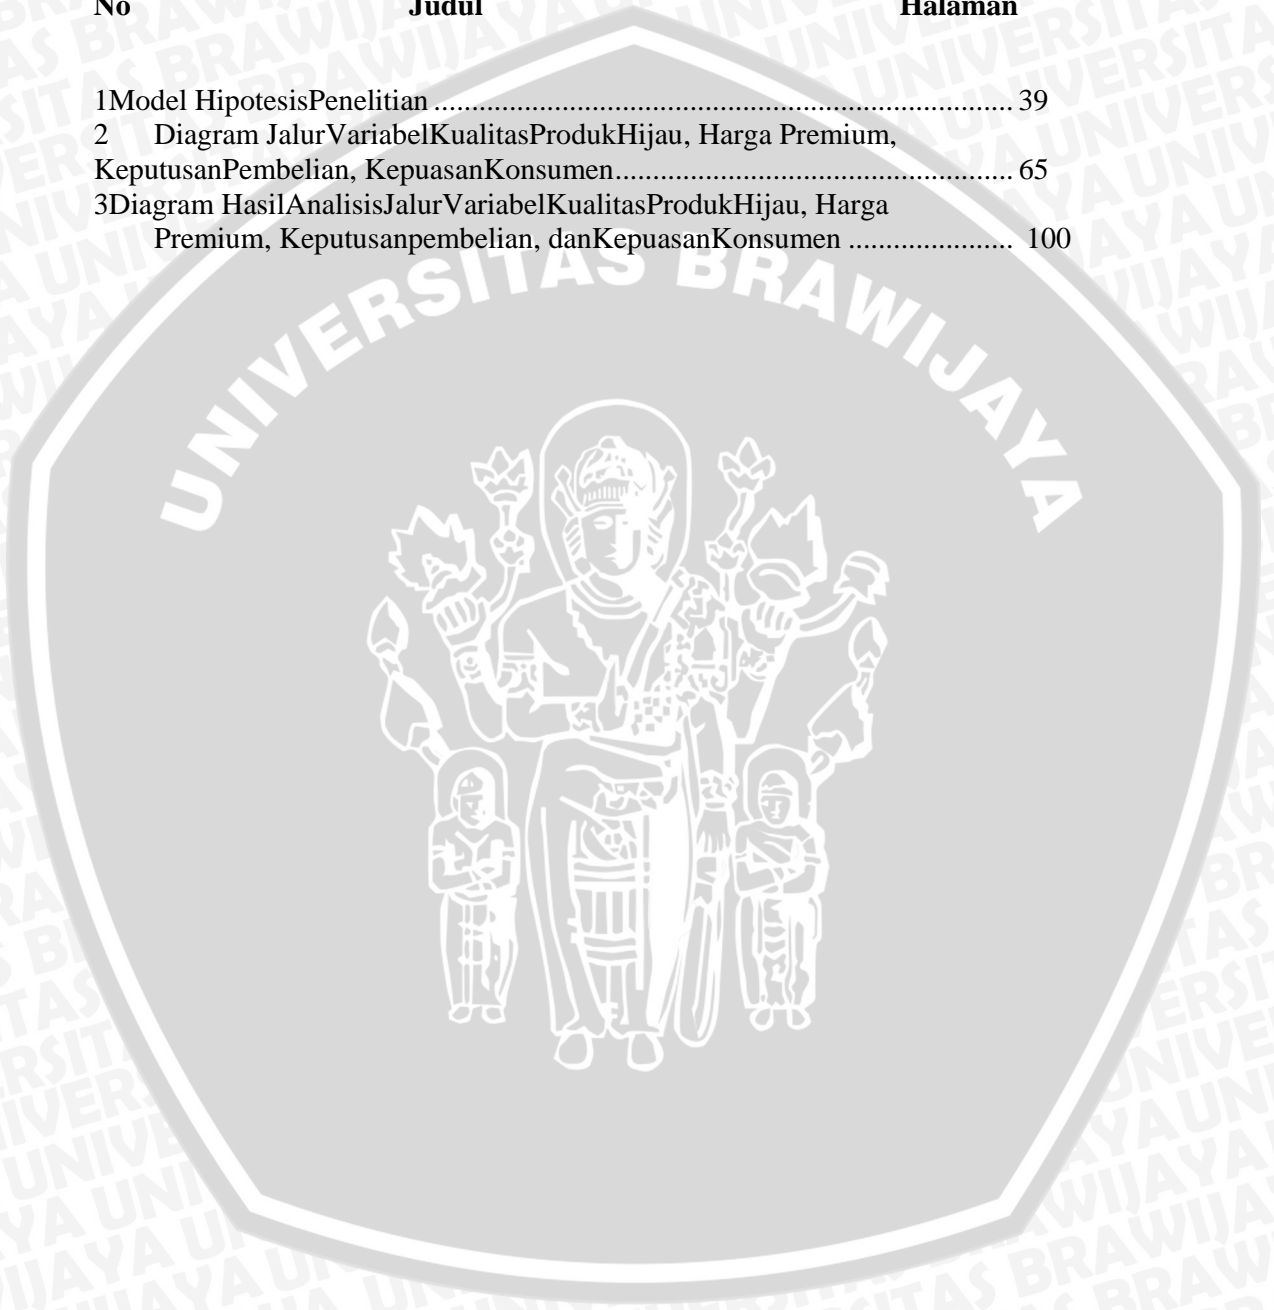 No Judul Halaman
1Model HipotesisPenelitian ............................................................................. 39
2 Diagram JalurVariabelKualitasProdukHijau, Harga Premium,
KeputusanPembelian, KepuasanKonsumen..................................................... 65
3Diagram HasilAnalisisJalurVariabelKualitasProdukHijau, Harga
Premium, Keputusanpembelian, danKepuasanKonsumen ...................... 100
UNIVERSITAS BRAWIJAYA